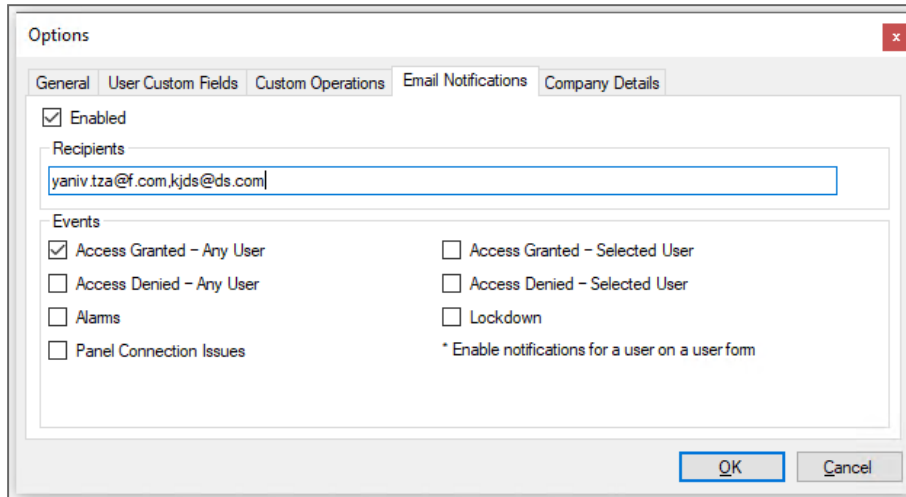 Options
x
General User Custom Fields Custom Operations Email Notifications Company Details
Enabled
Recipients
yaniv.tza@f.com,kjds@ds.com
Events
Access Granted – Any User Access Granted – Selected User
Access Denied – Any User Access Denied – Selected User
Alarms Lockdown
Panel Connection Issues * Enable notifications for a user on a user form
OK Cancel